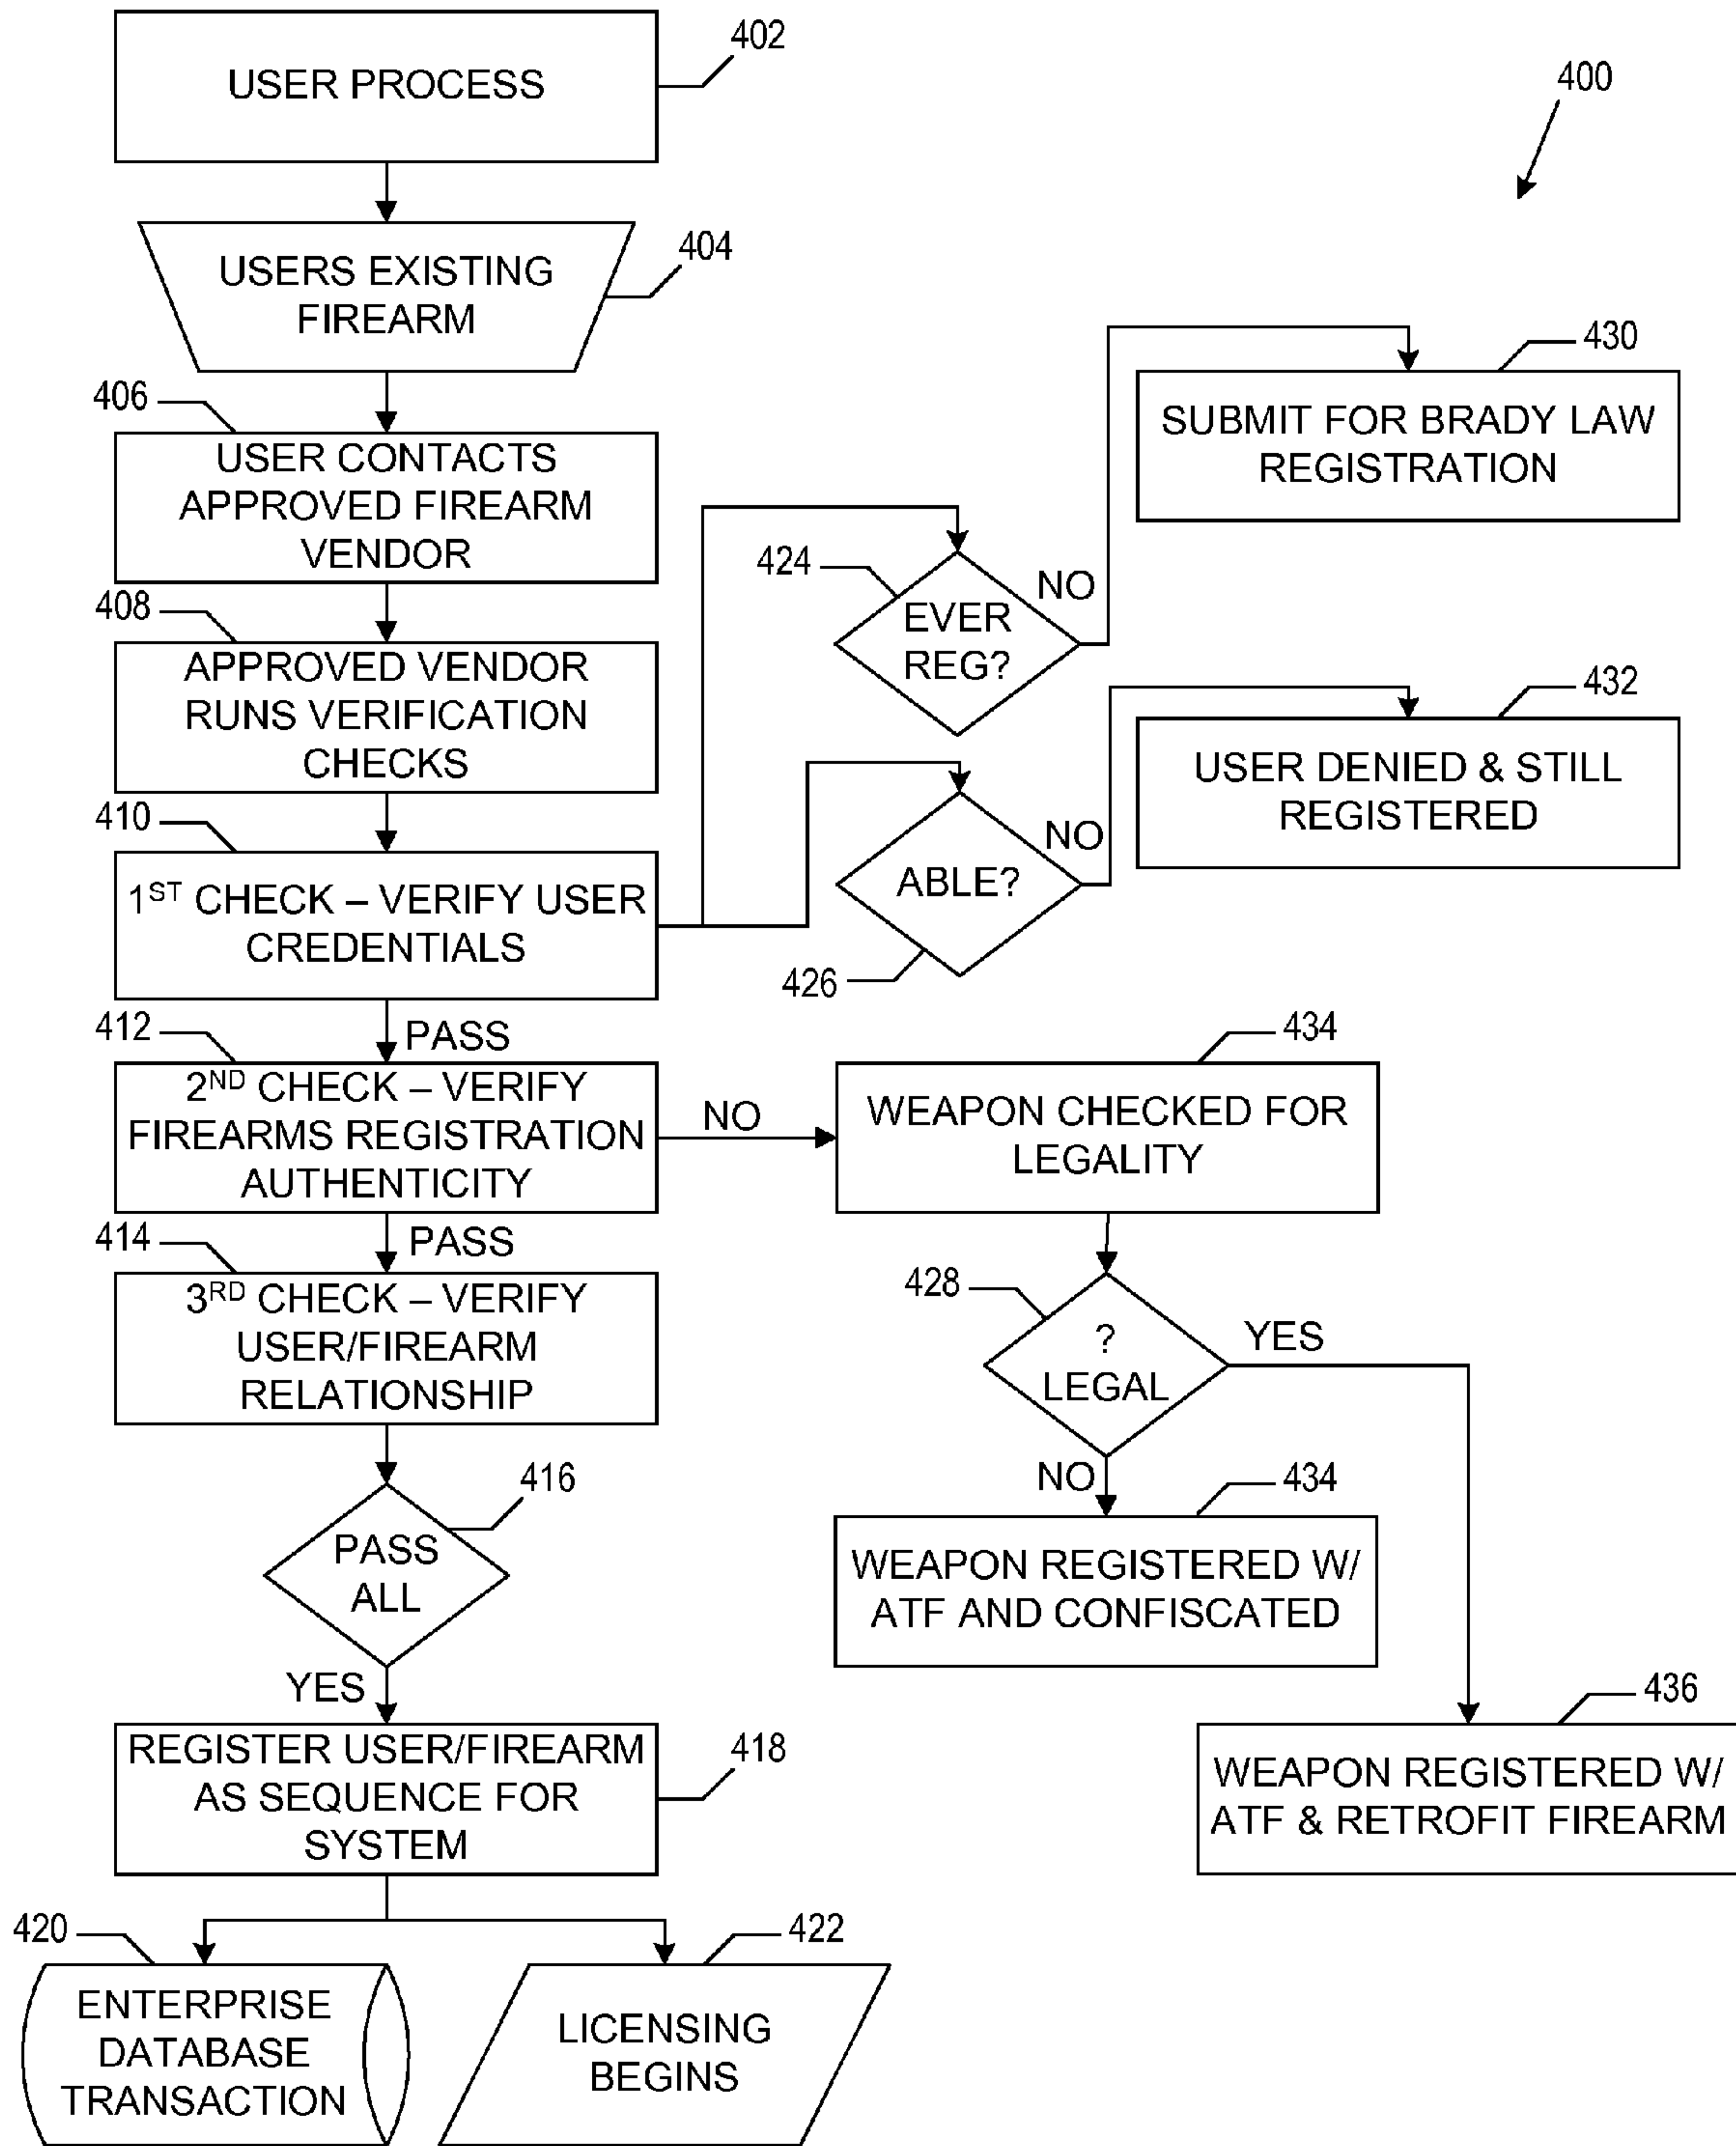 402
USER PROCESS
400
404
USERS EXISTING
FIREARM
406
USER CONTACTS
APPROVED FIREARM
VENDOR
408
APPROVED VENDOR
RUNS VERIFICATION
CHECKS
410
1ST CHECK – VERIFY USER
CREDENTIALS
424
EVER
REG?
NO
430
SUBMIT FOR BRADY LAW
REGISTRATION
426
ABLE?
NO
432
USER DENIED & STILL
REGISTERED
PASS
412
2ND CHECK – VERIFY
FIREARMS REGISTRATION
AUTHENTICITY
NO
434
WEAPON CHECKED FOR
LEGALITY
428
?
LEGAL
YES
NO
434
WEAPON REGISTERED W/
ATF AND CONFISCATED
436
WEAPON REGISTERED W/
ATF & RETROFIT FIREARM
PASS
414
3RD CHECK – VERIFY
USER/FIREARM
RELATIONSHIP
416
PASS
ALL
YES
418
REGISTER USER/FIREARM
AS SEQUENCE FOR
SYSTEM
420
ENTERPRISE
DATABASE
TRANSACTION
422
LICENSING
BEGINS